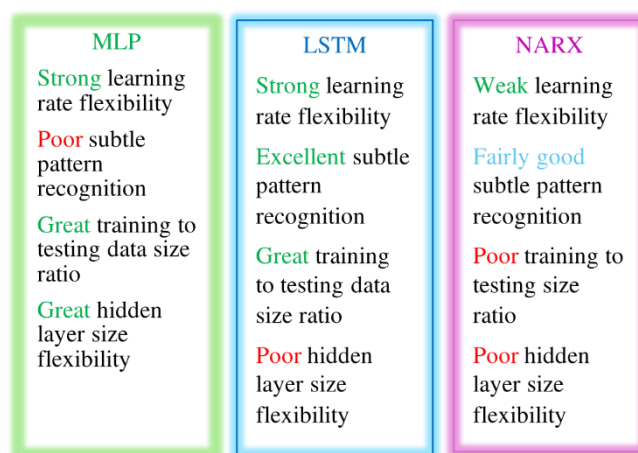 MLP
Strong learning
rate flexibility
Poor subtle
pattern
recognition
Great training to
testing data size
ratio
Great hidden
layer size
flexibility
LSTM
Strong learning
rate flexibility
Excellent subtle
pattern
recognition
Great training
to testing data
size ratio
Poor hidden
layer size
flexibility
NARX
Weak learning
rate flexibility
Fairly good
subtle pattern
recognition
Poor training to
testing size
ratio
Poor hidden
layer size
flexibility